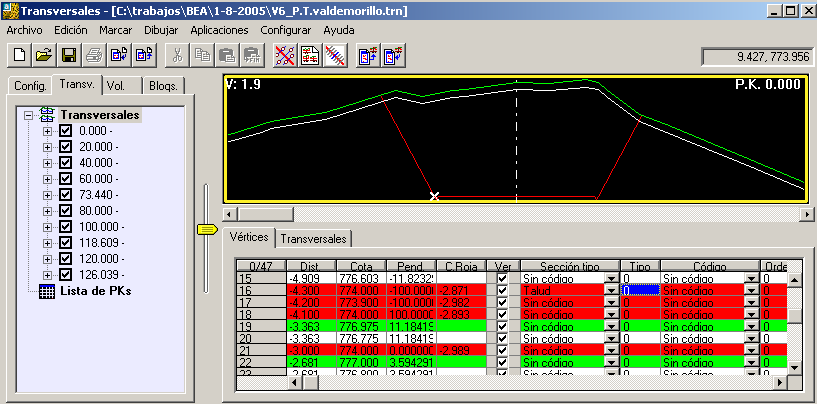 Transversales - [C:\trabajos\BEA\1-8-2005\V6_P.T.valdemorillo.trn]
Archivo Edición Marcar Dibujar Aplicaciones Configurar Ayuda
9.427, 773.956
Config. Transv. Vol. Bloqs.
Transversales
0.000 -
20.000 -
40.000 -
60.000 -
73.440 -
80.000 -
100.000 -
118.609 -
120.000 -
126.039 -
Lista de PKs
V: 1.9 P.K. 0.000
Vértices Transversales
0/47 Dist. Cota Pend. C.Roja Ver Sección tipo Tipo Código Orde
15 -4.909 776.603 -11.8232 Sin código 0 Sin código 0
16 -4.300 774.000 -100.0000 2.871 Talud 0 Sin código 0
17 -4.200 773.900 -100.0000 2.982 Sin código 0 Sin código 0
18 -4.100 774.000 100.0000 2.893 Sin código 0 Sin código 0
19 -3.363 776.975 11.18419 Sin código 0 Sin código 0
20 -3.363 776.775 11.18419 Sin código 0 Sin código 0
21 -3.000 774.000 0.000000 2.989 Sin código 0 Sin código 0
22 -2.681 777.000 3.594291 Sin código 0 Sin código 0
23 -2.681 776.800 3.594291 Sin código 0 Sin código 0